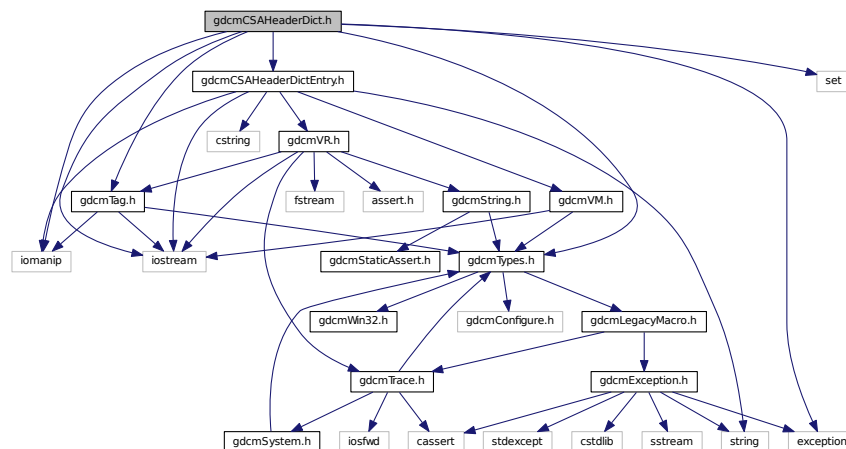 gdcmCSAHeaderDict.h
gdcmCSAHeaderDictEntry.h
set
cstring
gdcmVR.h
gdcmTag.h
fstream
assert.h
gdcmString.h
gdcmVM.h
iomanip
iostream
gdcmStaticAssert.h
gdcmTypes.h
gdcmWin32.h
gdcmConfigure.h
gdcmLegacyMacro.h
gdcmTrace.h
gdcmException.h
gdcmSystem.h
iosfwd
cassert
stdexcept
cstdlib
sstream
string
exception